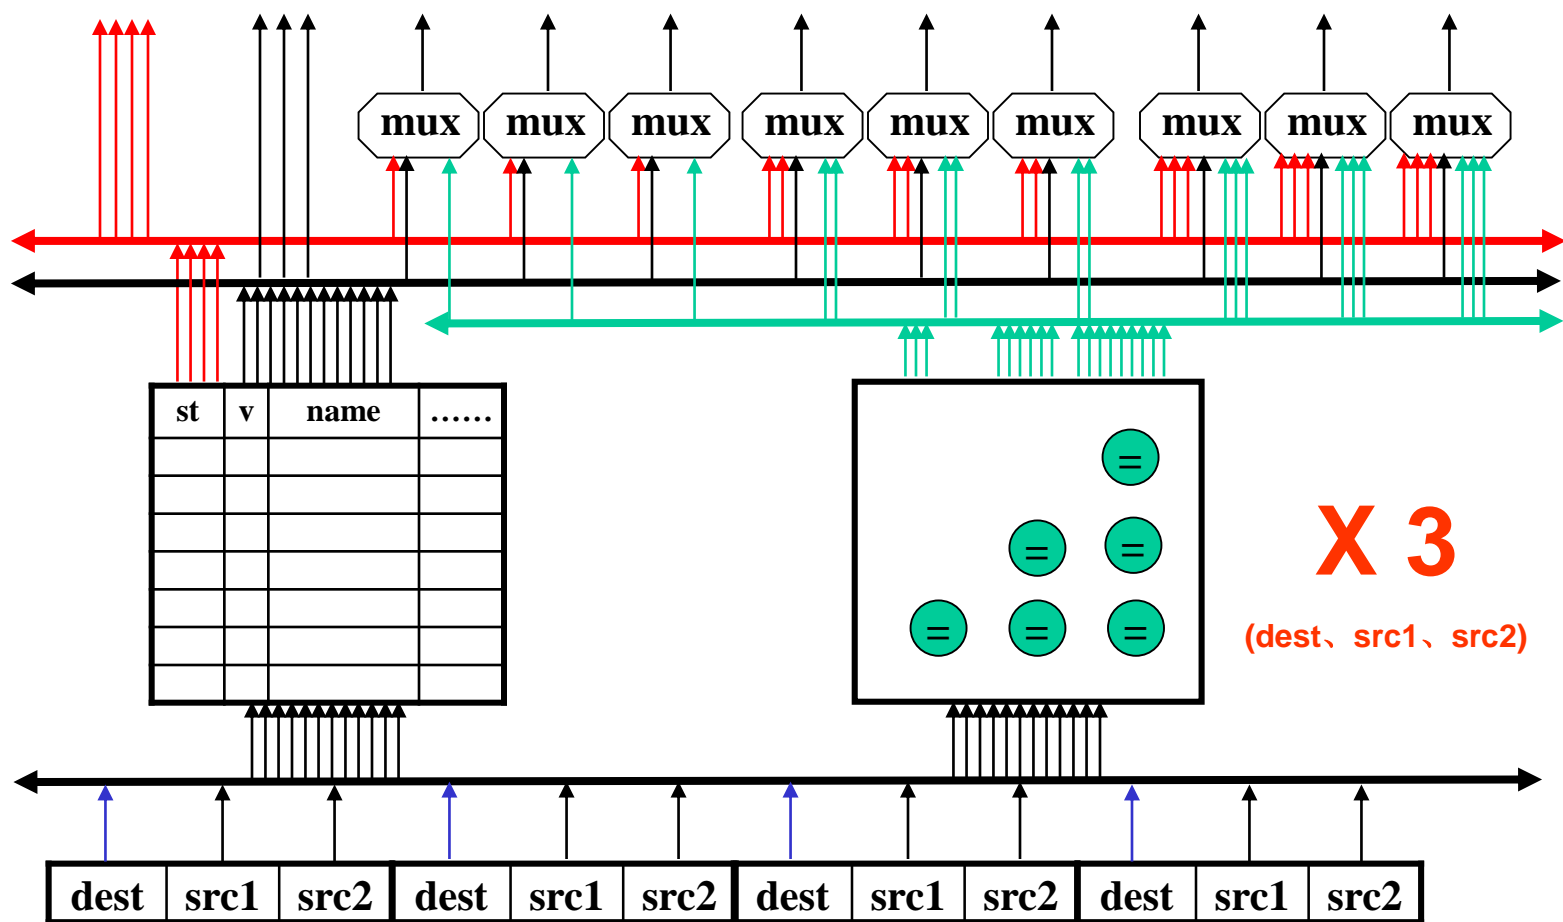 mux mux mux mux mux mux mux mux mux
st v name ......
=
= =
= = =
X 3
(dest、src1、src2)
dest src1 src2 dest src1 src2 dest src1 src2 dest src1 src2